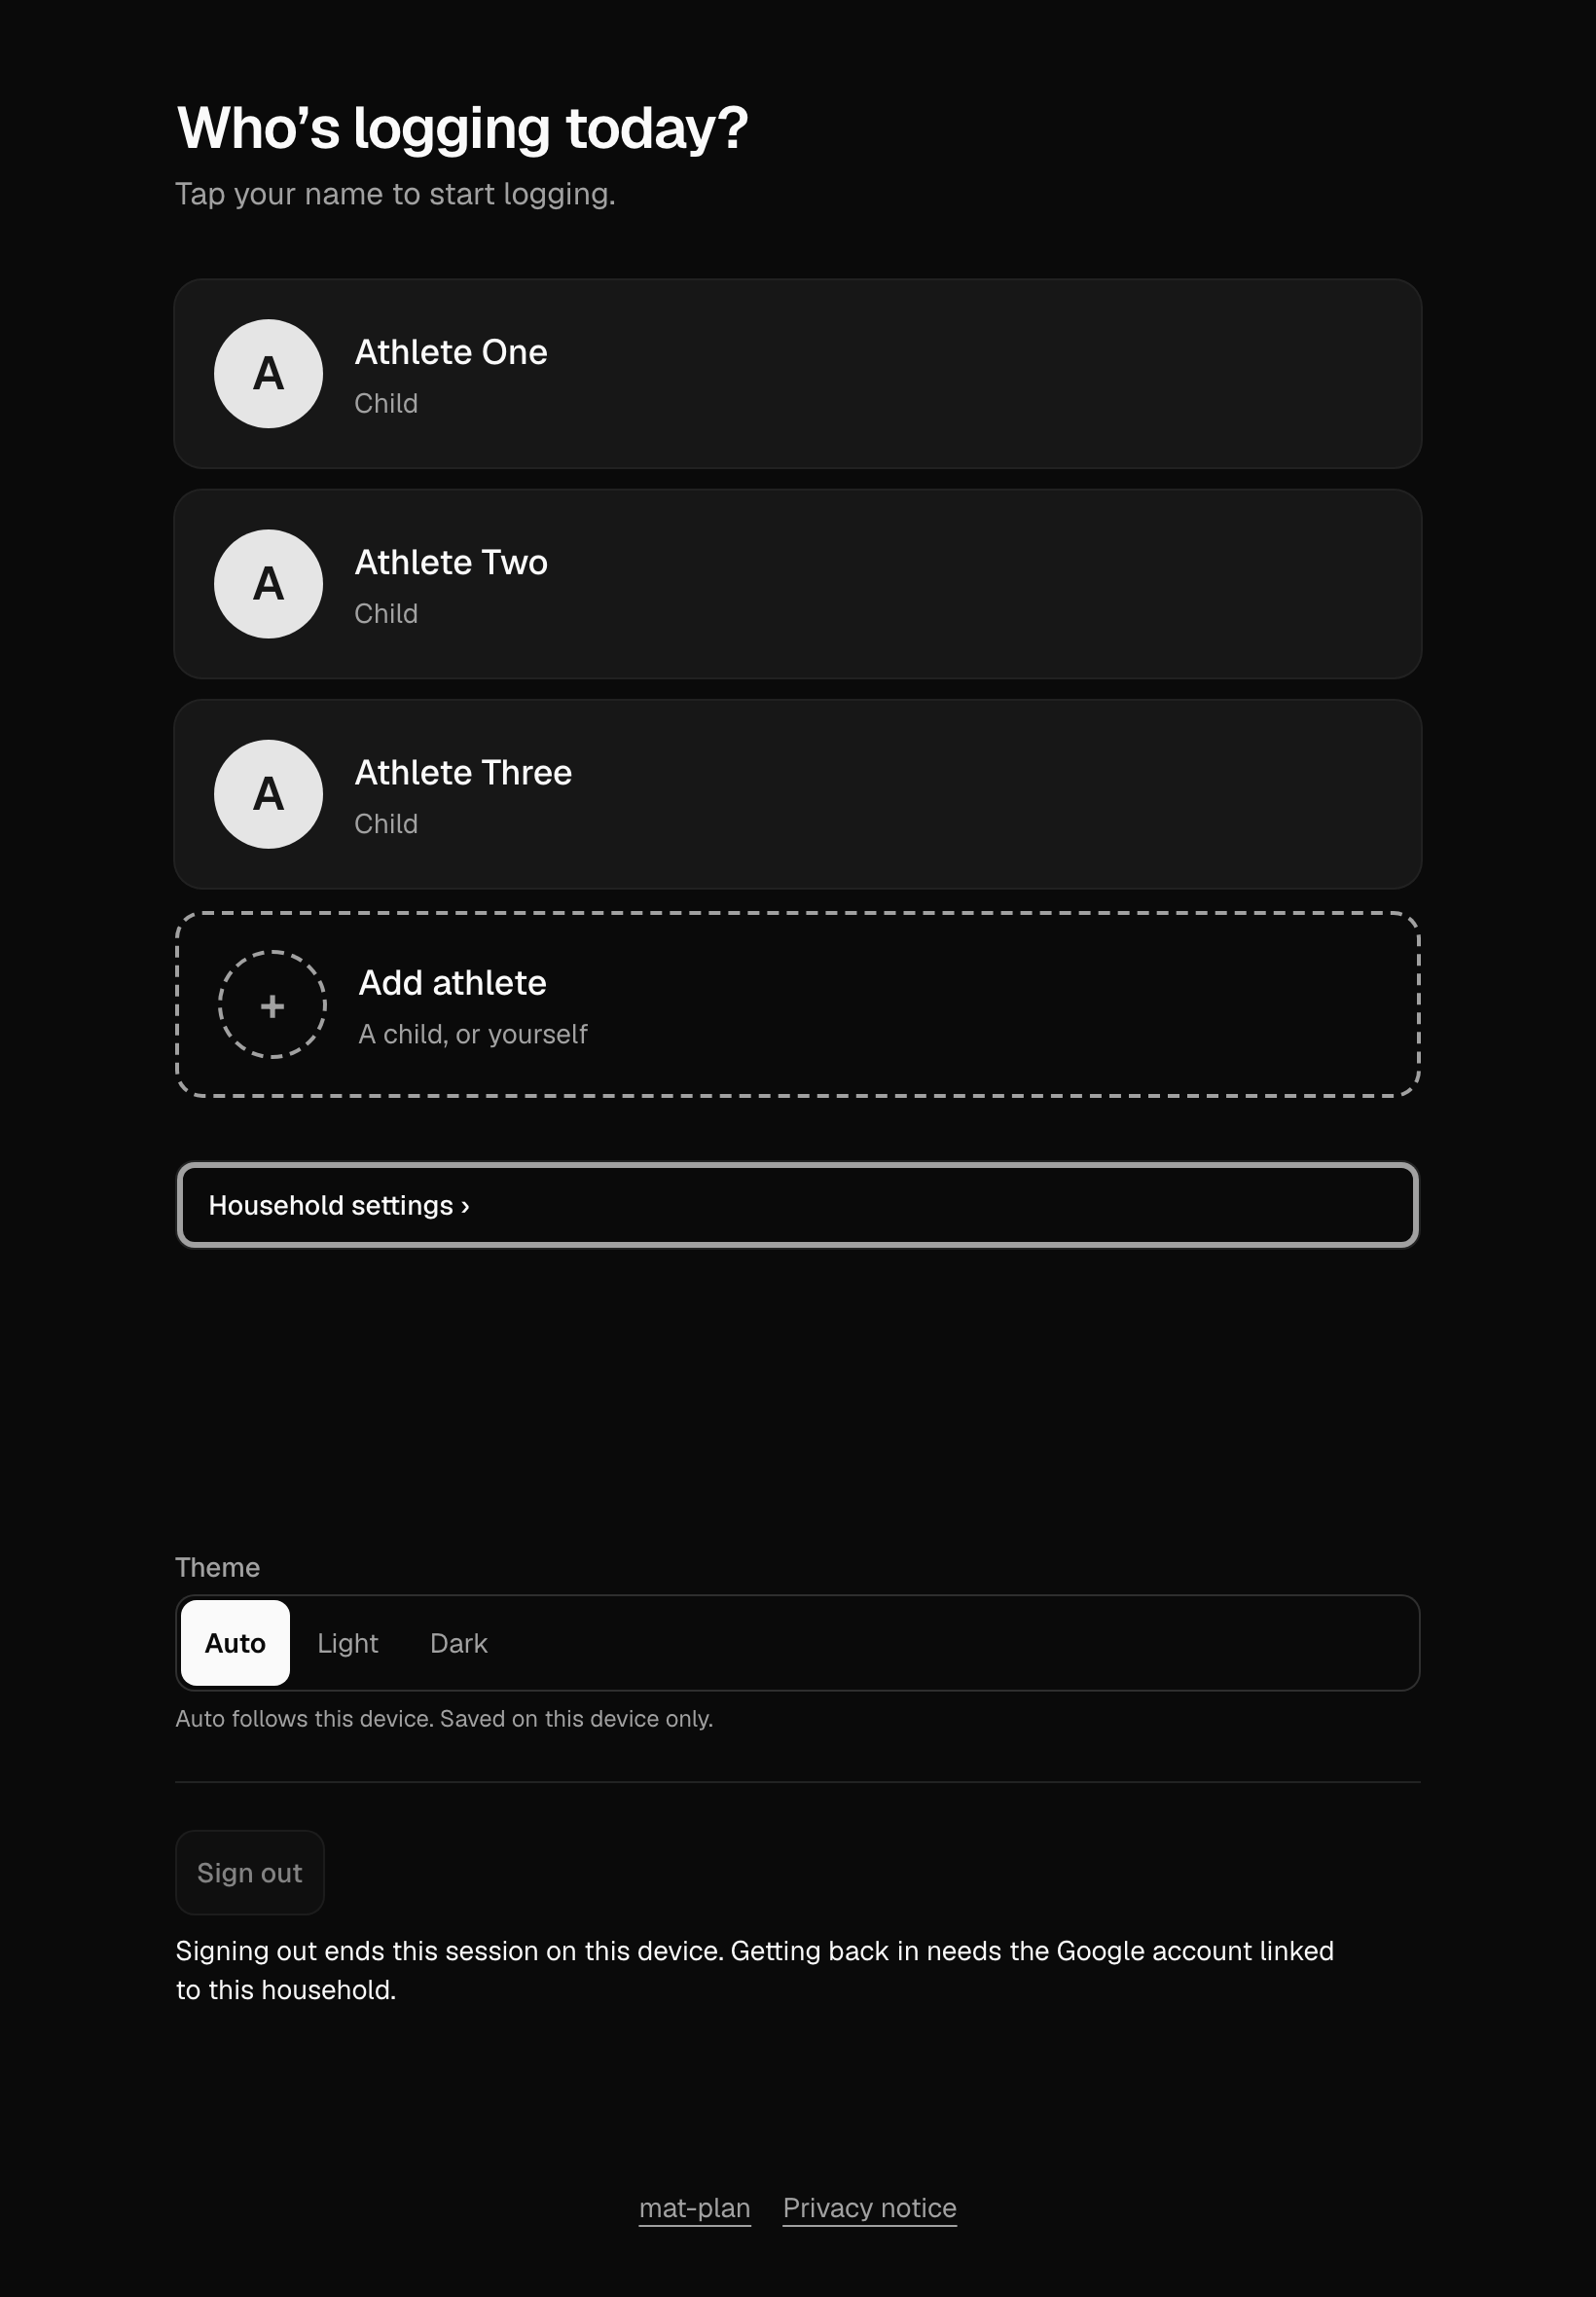 Who’s logging today?
Tap your name to start logging.
A
Athlete One
Child
A
Athlete Two
Child
A
Athlete Three
Child
+
Add athlete
A child, or yourself
Household settings ›
Theme
Auto Light Dark
Auto follows this device. Saved on this device only.
Sign out
Signing out ends this session on this device. Getting back in needs the Google account linked
to this household.
mat-plan Privacy notice